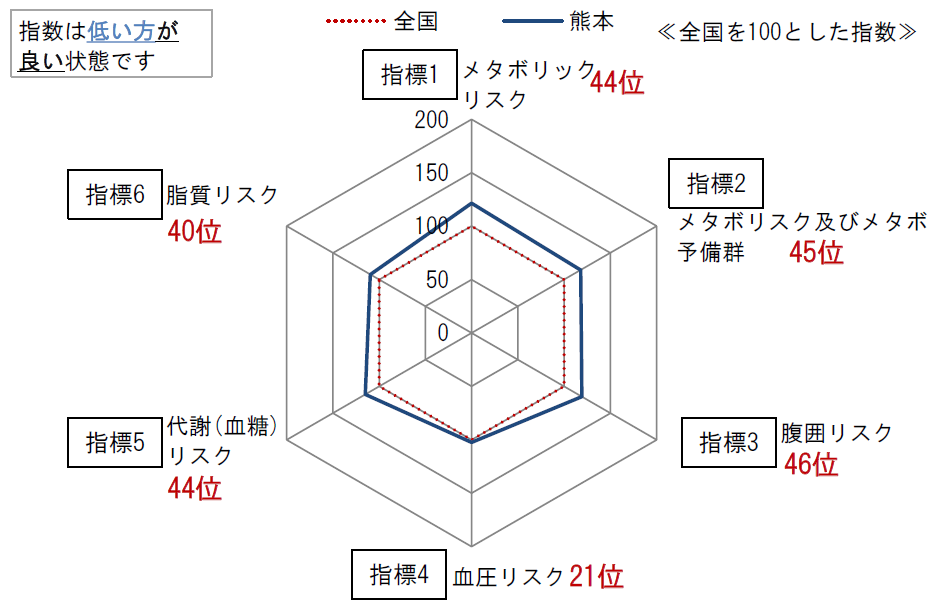 指数は低い方が
良い状態です
全国
熊本
≪全国を100とした指数≫
指標1
メタボリック
リスク
44位
指標2
メタボリスク及びメタボ
予備群
45位
指標3
腹囲リスク
46位
指標4
血圧リスク
21位
指標5
代謝(血糖)
リスク
44位
指標6
脂質リスク
40位
200
150
100
50
0